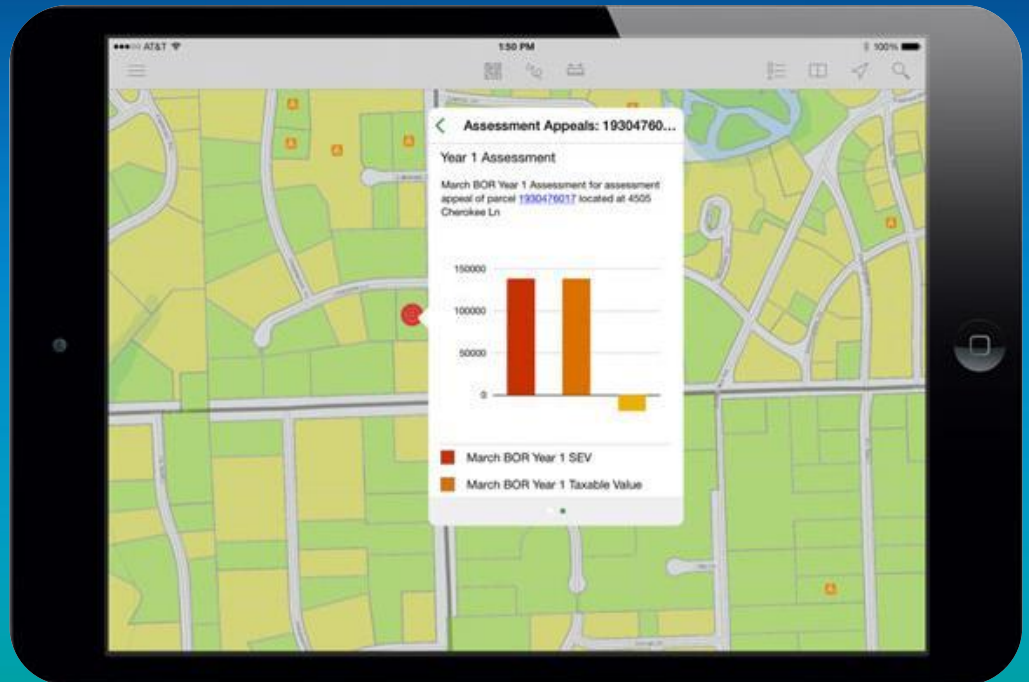 AT&T
1:50 PM
100%
Assessment Appeals: 19304760...
Year 1 Assessment
March BOR Year 1 Assessment for assessment
appeal of parcel 1930476017 located at 4505
Cherokee Ln
150000
100000
50000
0
March BOR Year 1 SEV
March BOR Year 1 Taxable Value